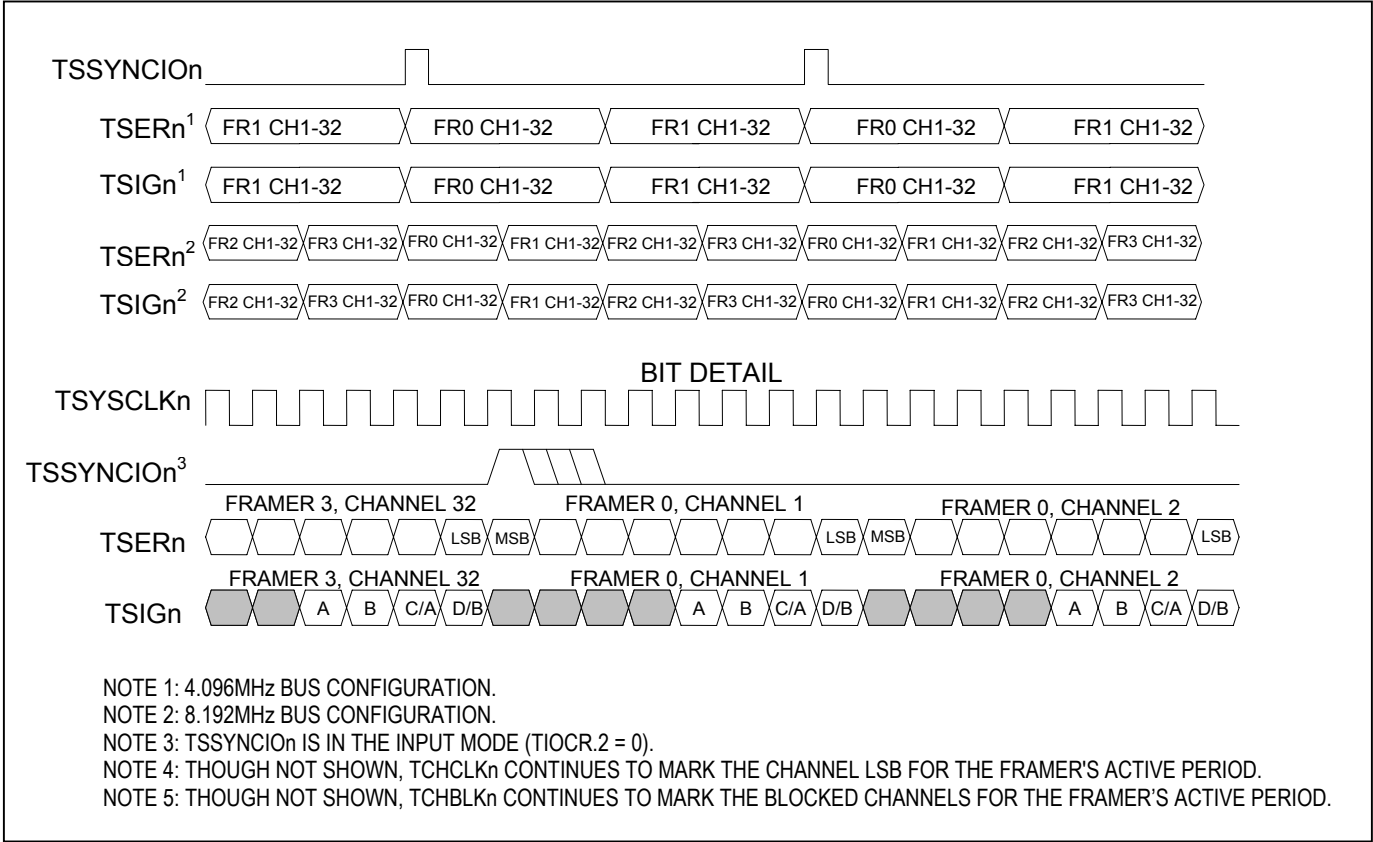 TSSYNCIOn
TSERn1 FR1 CH1-32 FR0 CH1-32 FR1 CH1-32 FR0 CH1-32 FR1 CH1-32
TSIGn1 FR1 CH1-32 FR0 CH1-32 FR1 CH1-32 FR0 CH1-32 FR1 CH1-32
TSERn2 FR2 CH1-32 FR3 CH1-32 FR0 CH1-32 FR1 CH1-32 FR2 CH1-32 FR3 CH1-32 FR0 CH1-32 FR1 CH1-32 FR2 CH1-32 FR3 CH1-32
TSIGn2 FR2 CH1-32 FR3 CH1-32 FR0 CH1-32 FR1 CH1-32 FR2 CH1-32 FR3 CH1-32 FR0 CH1-32 FR1 CH1-32 FR2 CH1-32 FR3 CH1-32
BIT DETAIL
TSYSCLKn
TSSYNCIOn3
FRAMER 3, CHANNEL 32 FRAMER 0, CHANNEL 1 FRAMER 0, CHANNEL 2
TSERn LSB MSB LSB MSB LSB
FRAMER 3, CHANNEL 32 FRAMER 0, CHANNEL 1 FRAMER 0, CHANNEL 2
TSIGn A B C/A D/B A B C/A D/B A B C/A D/B
NOTE 1: 4.096MHz BUS CONFIGURATION.
NOTE 2: 8.192MHz BUS CONFIGURATION.
NOTE 3: TSSYNCIOn IS IN THE INPUT MODE (TIOCR.2 = 0).
NOTE 4: THOUGH NOT SHOWN, TCHCLKn CONTINUES TO MARK THE CHANNEL LSB FOR THE FRAMER'S ACTIVE PERIOD.
NOTE 5: THOUGH NOT SHOWN, TCHBLKn CONTINUES TO MARK THE BLOCKED CHANNELS FOR THE FRAMER’S ACTIVE PERIOD.